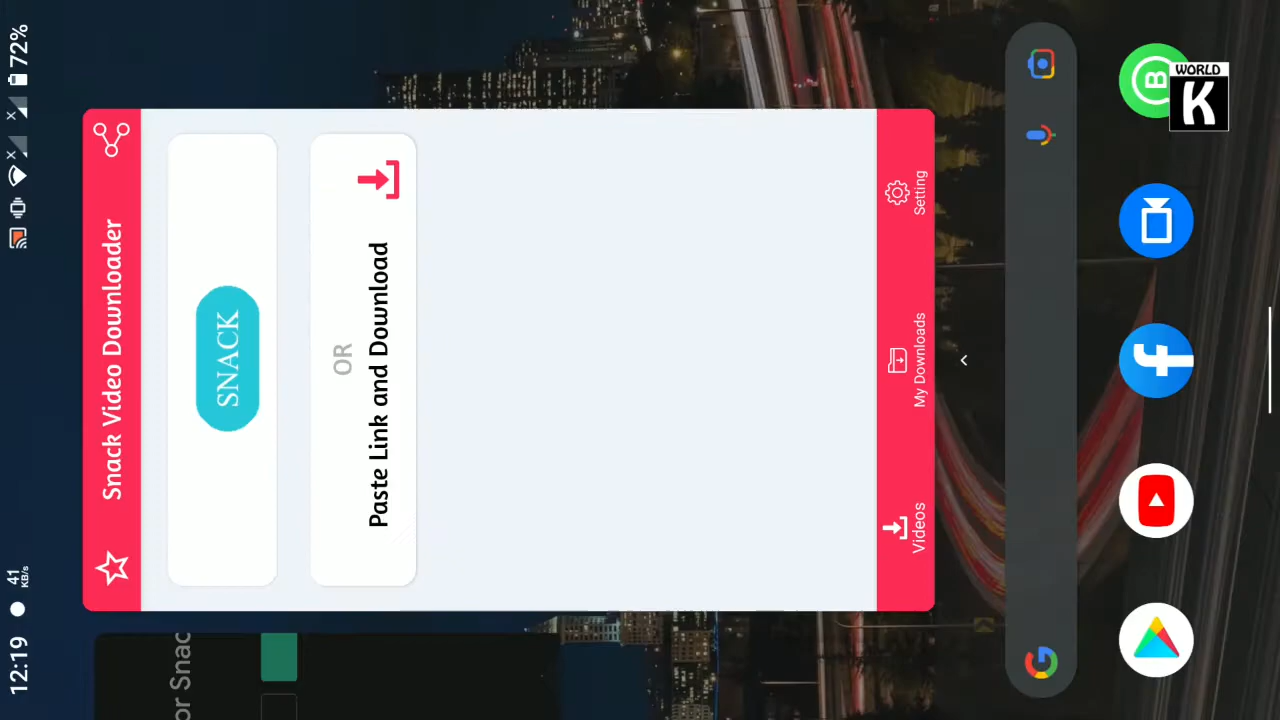 12:19
41
KB/s
72%
Snack Video Downloader
SNACK
OR
Paste Link and Download
Videos
My Downloads
Setting
or Snac
WORLD
K
B